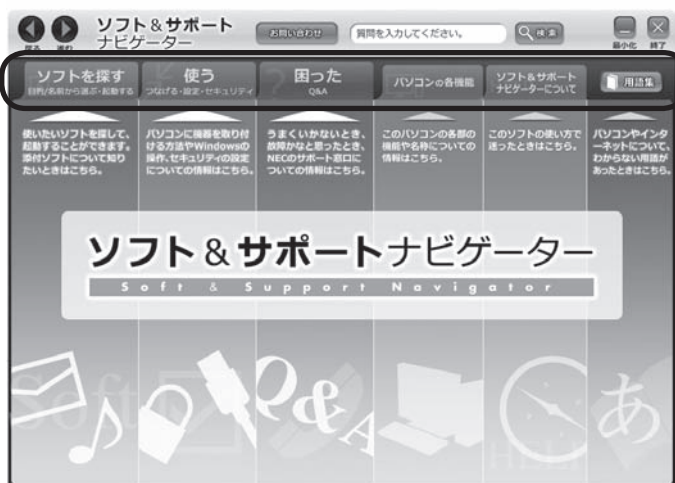 ソフト&サポート
ナビゲーター
お問い合わせ
質問を入力してください。
検索
戻る
進む
最小化
終了
ソフトを探す
目的/名前から選ぶ・起動する
使う
つなげる・設定・セキュリティ
困った
Q&A
パソコンの各機能
ソフト&サポート
ナビゲーターについて
用語集
使いたいソフトを探して、
起動することができます。
添付ソフトについて知り
たいときはこちら。
パソコンに機器を取り付
ける方法やWindowsの
操作、セキュリティの設定
についての情報はこちら。
うまくいかないとき、
故障かなと思ったとき、
NECのサポート窓口に
ついての情報はこちら。
このパソコンの各部の
機能や名称についての
情報はこちら。
このソフトの使い方で
迷ったときはこちら。
パソコンやインタ
ーネットについて、
わからない用語が
あったときはこちら。
ソフト&サポートナビゲーター
Soft & Support Navigator
Soft
Q&A
HELP
あ